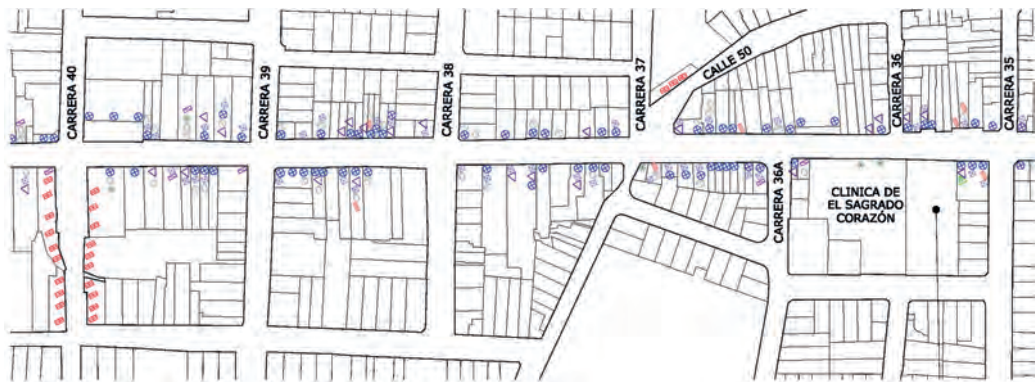 CARRERA 40
CARRERA 39
CARRERA 38
CARRERA 37
CALLE 50
CARRERA 36
CARRERA 35
CARRERA 36A
CLINICA DE
EL SAGRADO
CORAZÓN